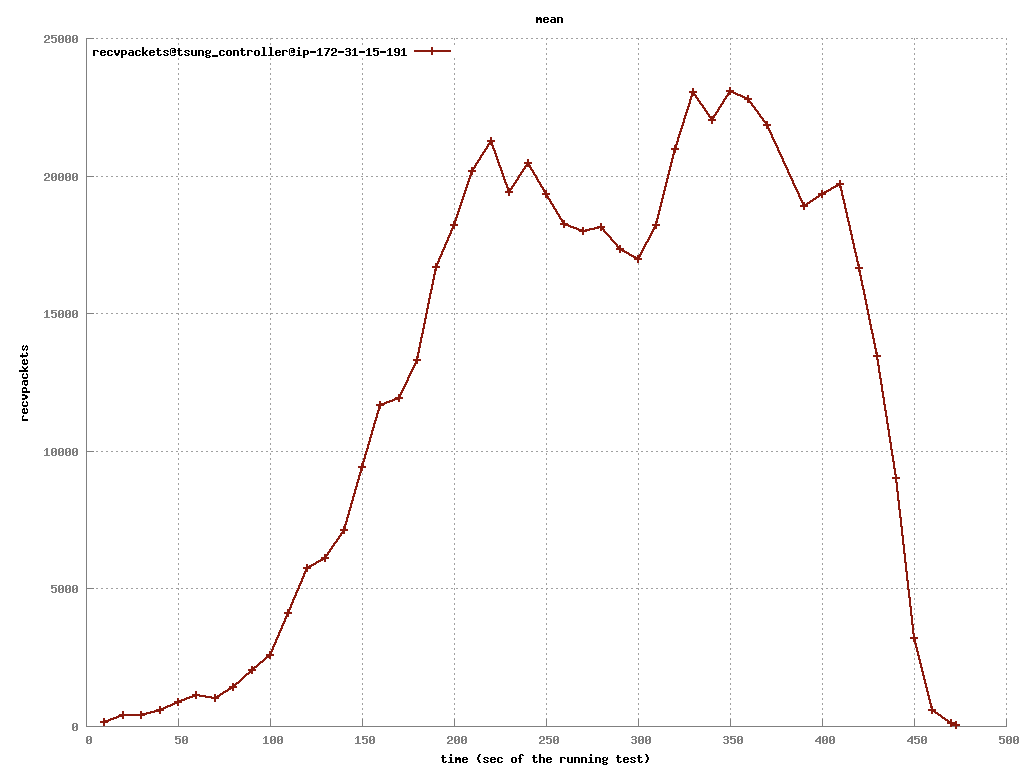 mean
25000
recvpackets@tsung_controller@ip-172-31-15-191
20000
15000
recvpackets
10000
5000
0
0 50 100 150 200 250 300 350 400 450 500
time (sec of the running test)